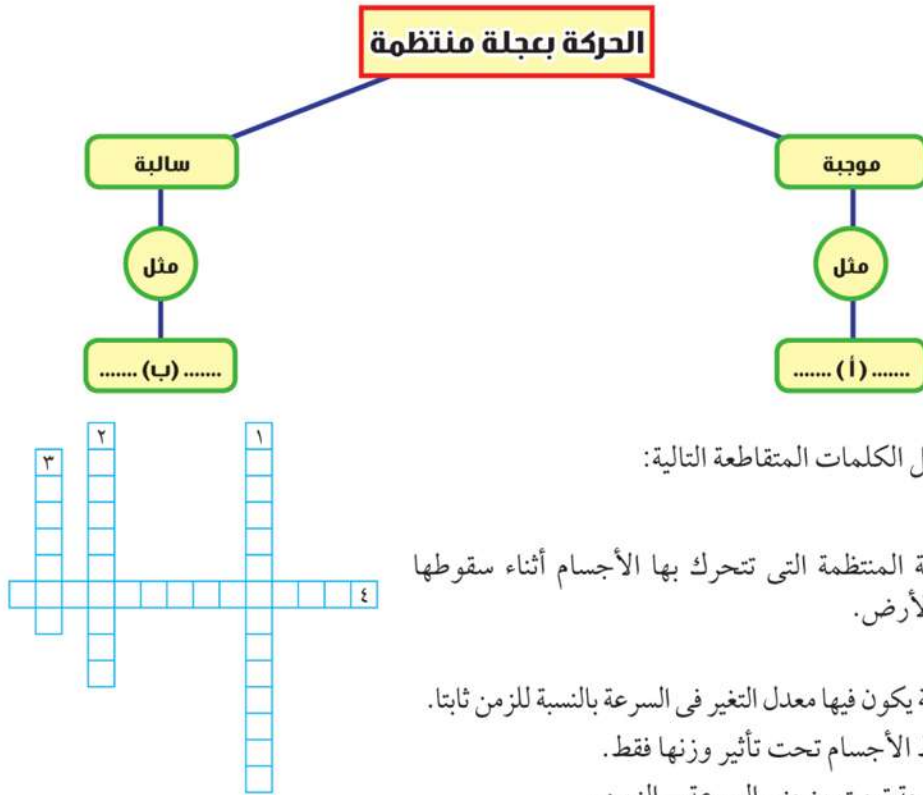 الحركة بعجلة منتظمة
موجبة
سالبة
مثل
مثل
....... (أ) .......
....... (ب) .......
١
٢
٣
٤
الكلمات المتقاطعة التالية:
المنتظمة التى تتحرك بها الأجسام أثناء سقوطها
يكون فيها معدل التغير فى السرعة بالنسبة للزمن ثابتا.
الأجسام تحت تأثير وزنها فقط.